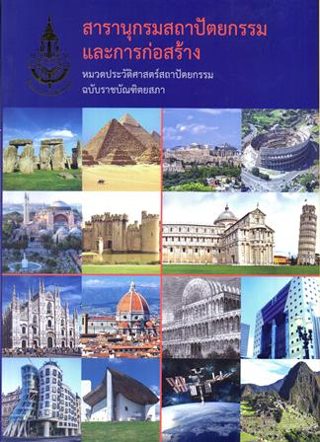 สารานุกรมสถาปัตยกรรม
และการก่อสร้าง
หมวดประวัติศาสตร์สถาปัตยกรรม
ฉบับราชบัณฑิตยสภา